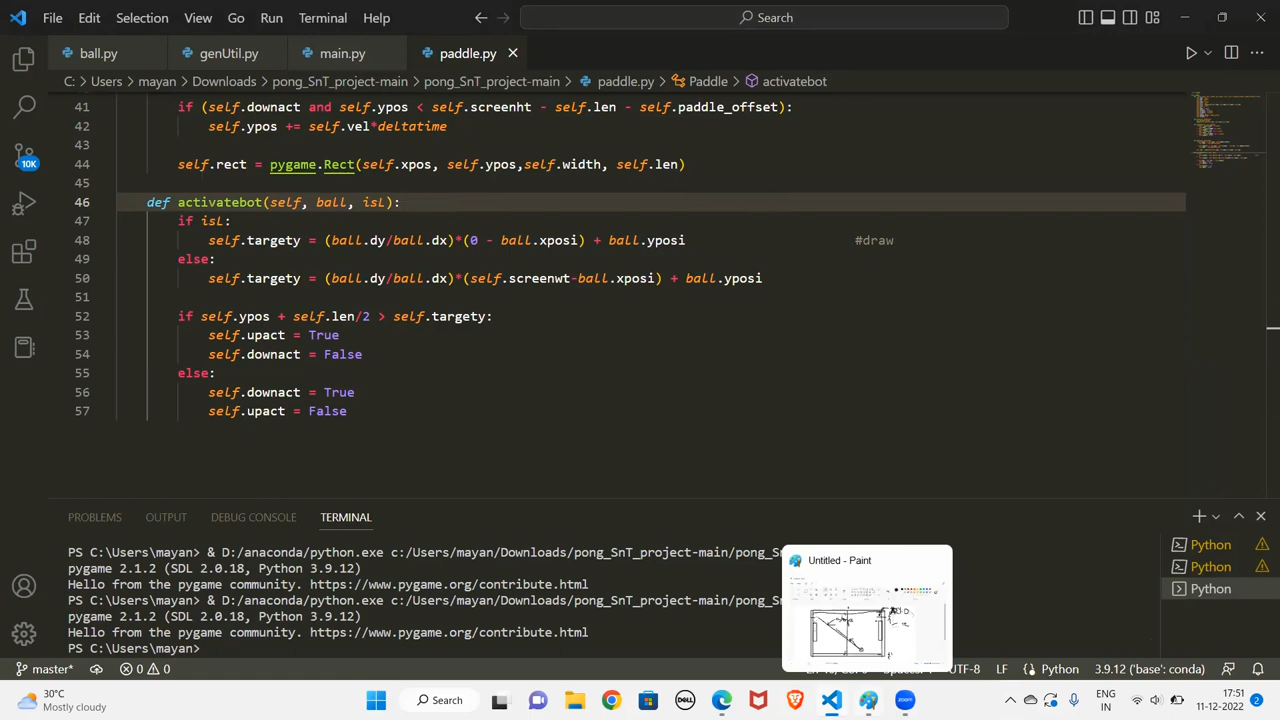 File Edit Selection View Go Run Terminal Help Search
ball.py genUtil.py main.py paddle.py
C: > Users > mayan > Downloads > pong_SnT_project-main > pong_SnT_project-main > paddle.py > Paddle > activatebot
41 if (self.downact and self.ypos < self.screenht - self.len - self.paddle_offset):
42 self.ypos += self.vel*deltatime
43
44 self.rect = pygame.Rect(self.xpos, self.ypos,self.width, self.len)
45
46 def activatebot(self, ball, isl):
47 if isl:
48 self.targety = (ball.dy/ball.dx)*(0 - ball.xposi) + ball.yposi #draw
49 else:
50 self.targety = (ball.dy/ball.dx)*(self.screenwt-ball.xposi) + ball.yposi
51
52 if self.ypos + self.len/2 > self.targety:
53 self.upact = True
54 self.downact = False
55 else:
56 self.downact = True
57 self.upact = False
10K
PROBLEMS OUTPUT DEBUG CONSOLE TERMINAL
PS C:\Users\mayan> & D:/anaconda/python.exe c:/Users/mayan/Downloads/pong_SnT_project-main/pong_S
pygame 2.1.2 (SDL 2.0.18, Python 3.9.12)
Hello from the pygame community. https://www.pygame.org/contribute.html
PS C:\Users\mayan> & D:/anaconda/python.exe c:/Users/mayan/Downloads/pong_SnT_project-main/pong_S
pygame 2.1.2 (SDL 2.0.18, Python 3.9.12)
Hello from the pygame community. https://www.pygame.org/contribute.html
PS C:\Users\mayan>
Python
Python
Python
Untitled - Paint
master* 0 0 UTF-8 LF Python 3.9.12 ('base': conda)
30°C
Mostly cloudy
Search
DELL
zoom
ENG
IN
17:51
11-12-2022
2